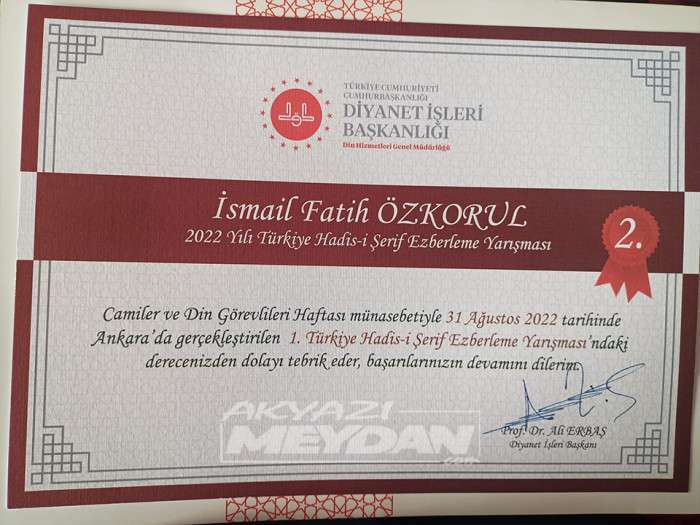 TÜRKİYE CUMHURİYETİ
CUMHURBAŞKANLIĞI
DİYANET İŞLERİ
BAŞKANLIĞI
Din Hizmetleri Genel Müdürlüğü
İsmail Fatih ÖZKORUL
2022 Yılı Türkiye Hadis-i Şerif Ezberleme Yarışması
2.
Camiler ve Din Görevlileri Haftası münasebetiyle 31 Ağustos 2022 tarihinde
Ankara'da gerçekleştirilen 1. Türkiye Hadis-i Şerif Ezberleme Yarışması'ndaki
derecenizden dolayı tebrik eder, başarılarınızın devamını dilerim.
AKYAZI
MEYDAN
.com
Prof. Dr. Ali ERBAŞ
Diyanet İşleri Başkanı